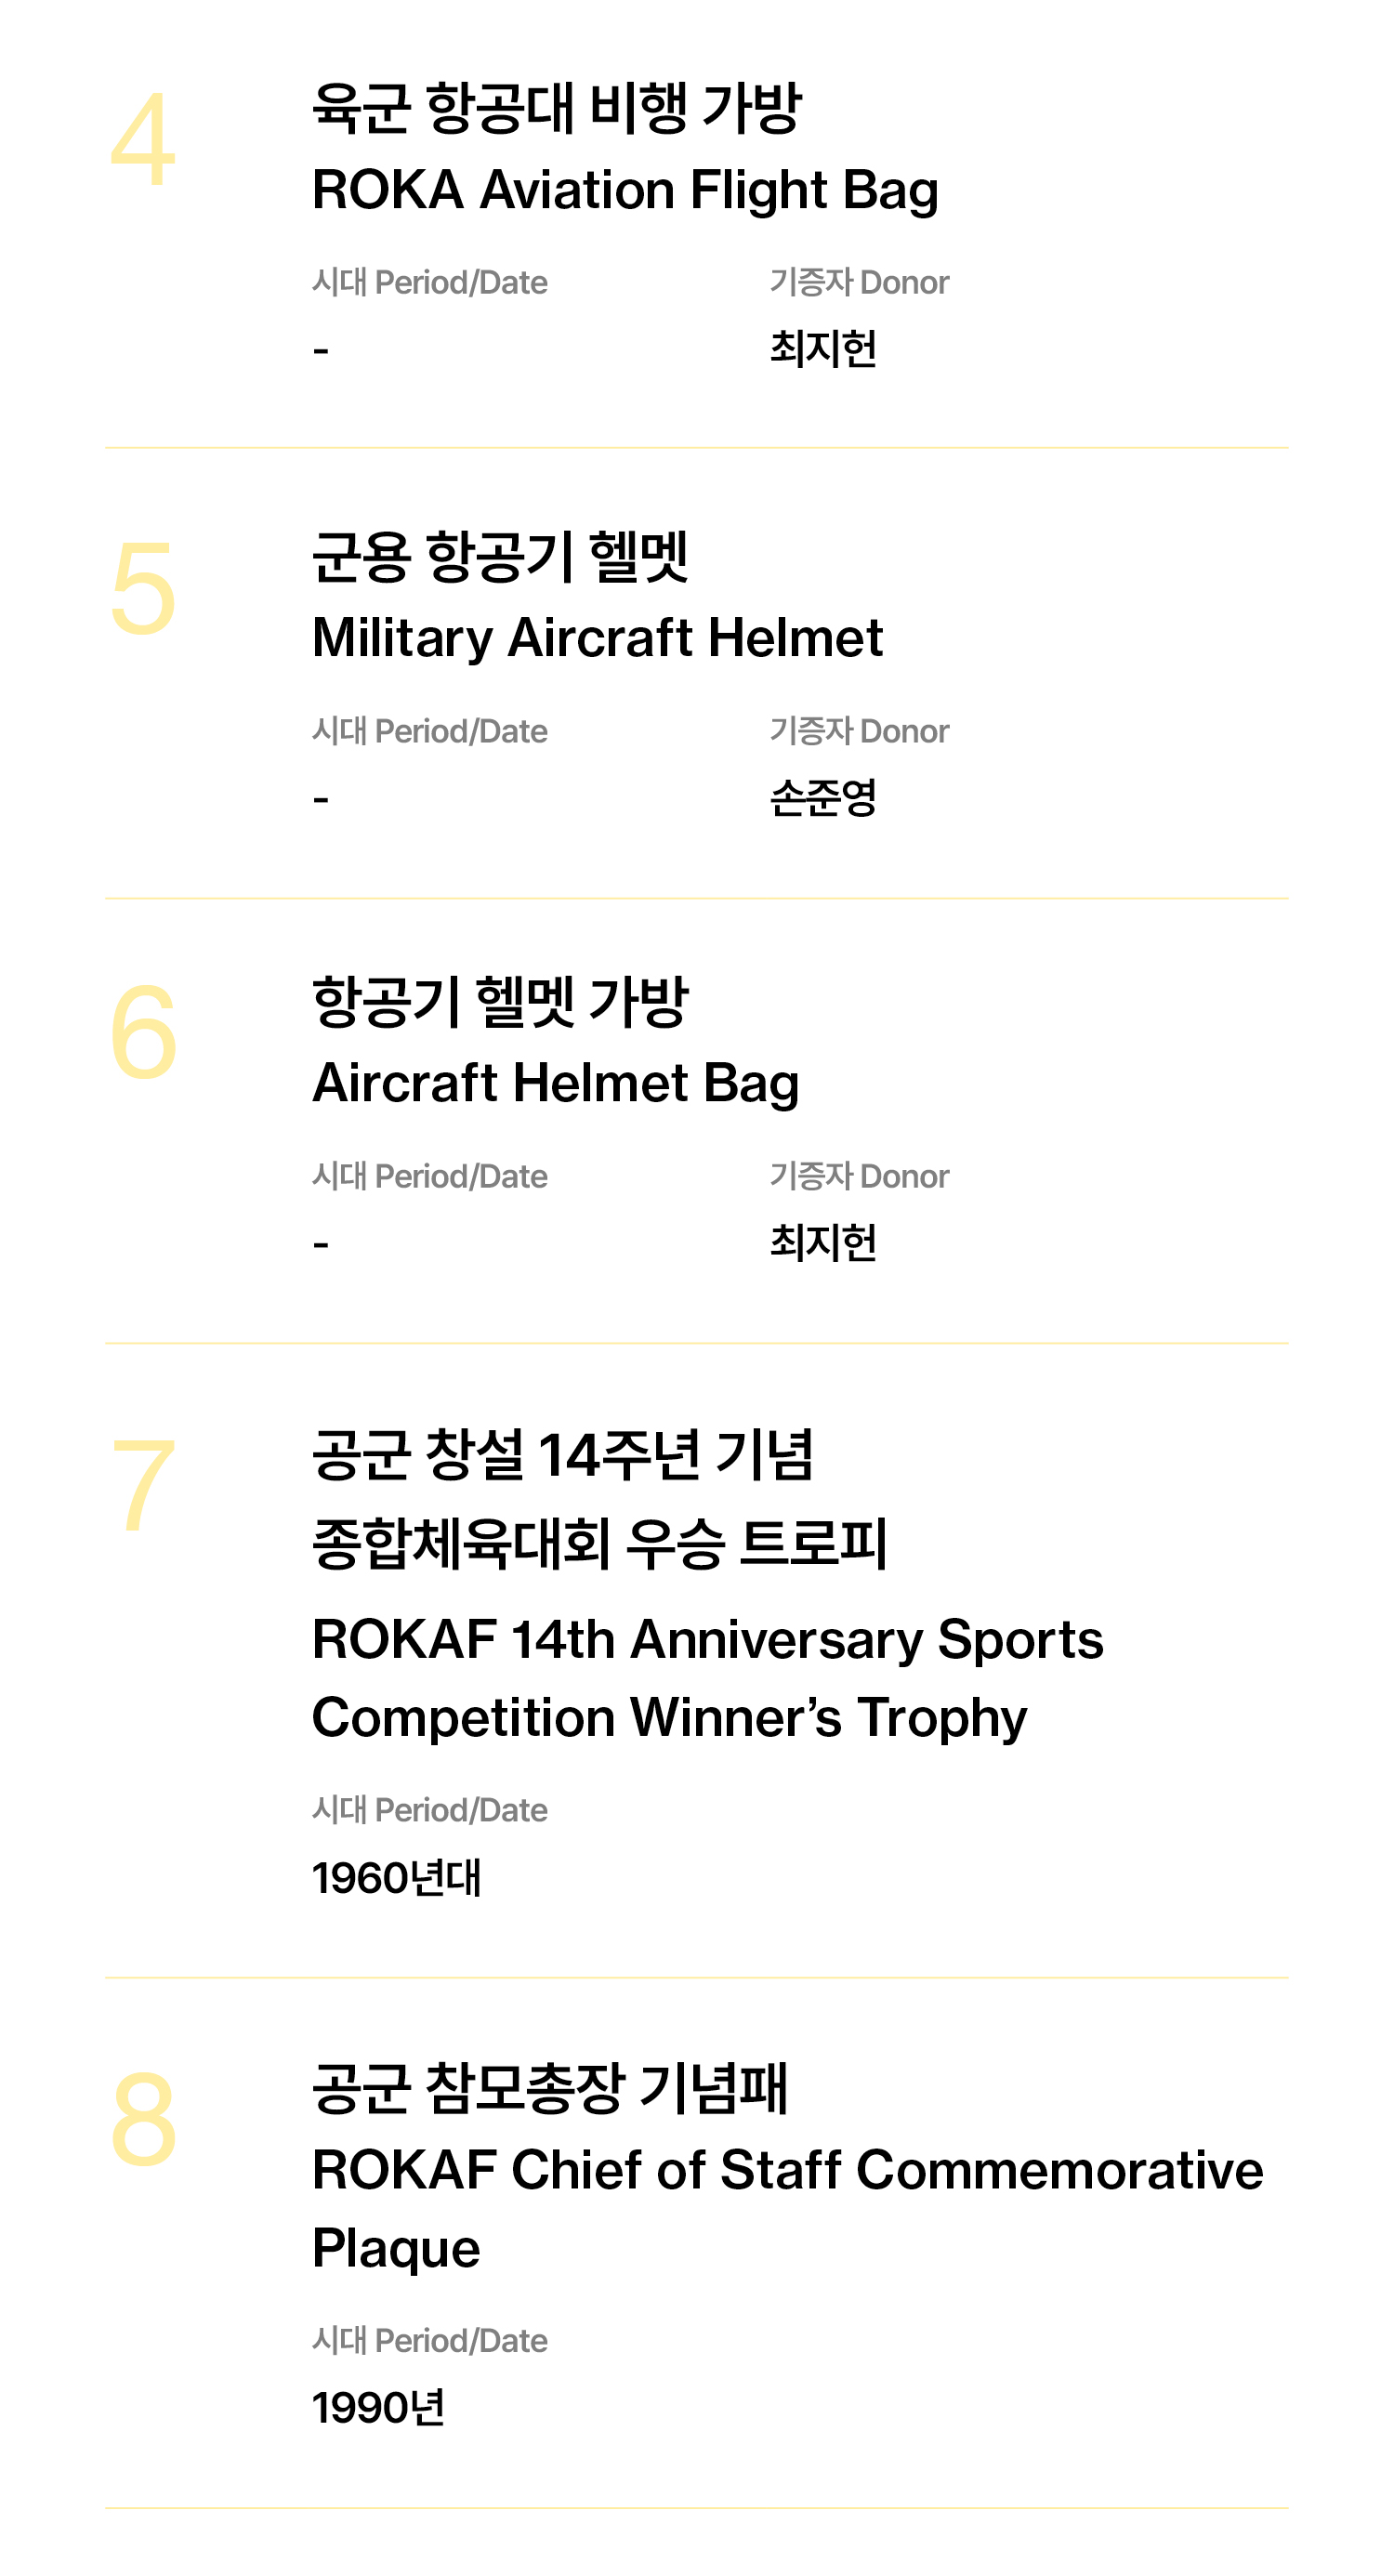 4
육군 항공대 비행 가방
ROKA Aviation Flight Bag
시대 Period/Date 기증자 Donor
- 최지헌
5
군용 항공기 헬멧
Military Aircraft Helmet
시대 Period/Date 기증자 Donor
- 손준영
6
항공기 헬멧 가방
Aircraft Helmet Bag
시대 Period/Date 기증자 Donor
- 최지헌
7
공군 창설 14주년 기념
종합체육대회 우승 트로피
ROKAF 14th Anniversary Sports
Competition Winner’s Trophy
시대 Period/Date
1960년대
8
공군 참모총장 기념패
ROKAF Chief of Staff Commemorative
Plaque
시대 Period/Date
1990년